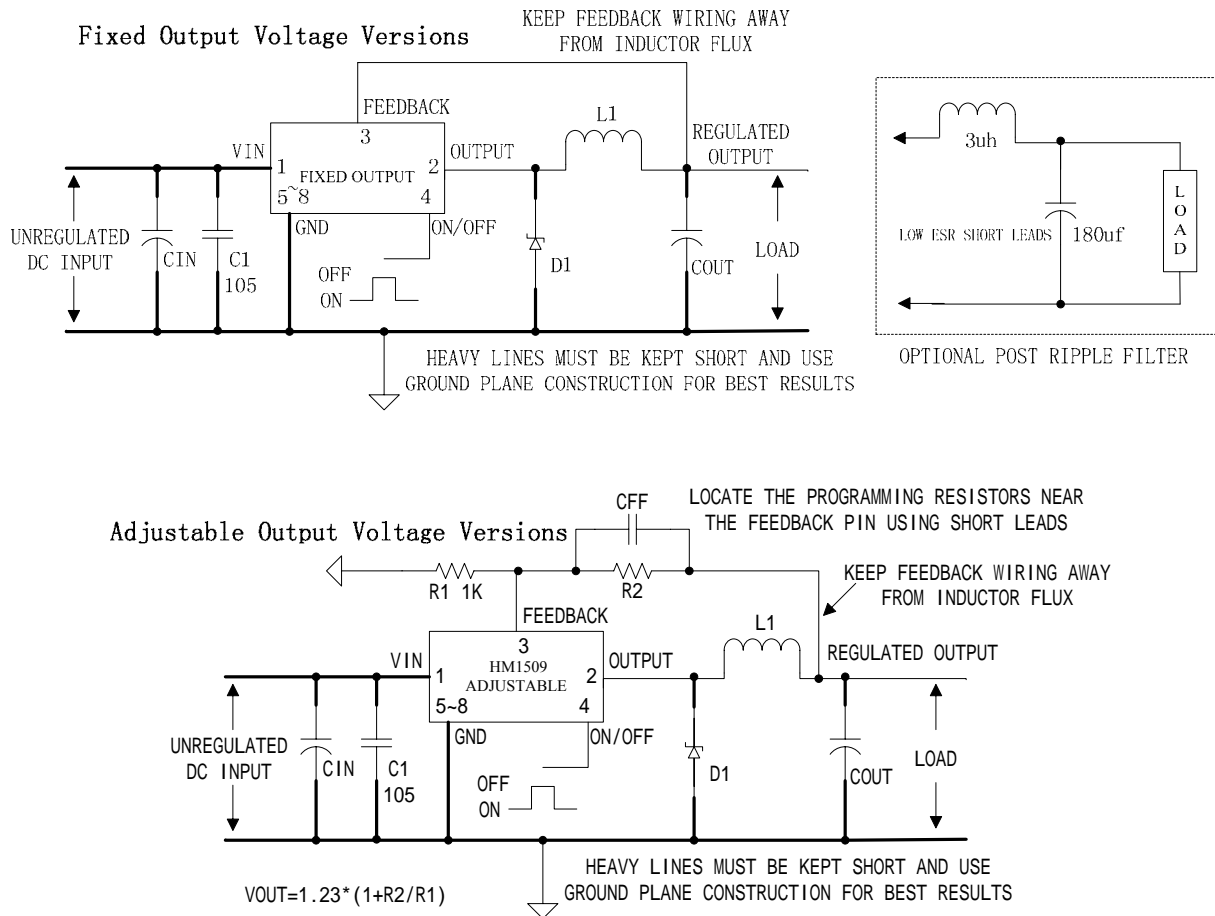 Fixed Output Voltage Versions
KEEP FEEDBACK WIRING AWAY
FROM INDUCTOR FLUX
FEEDBACK
3
L1
REGULATED
OUTPUT
VIN
1
FIXED OUTPUT
2
OUTPUT
5~8
4
GND
ON/OFF
UNREGULATED
DC INPUT
CIN
C1
105
OFF
ON
D1
COUT
LOAD
HEAVY LINES MUST BE KEPT SHORT AND USE
GROUND PLANE CONSTRUCTION FOR BEST RESULTS
3uh
LOW ESR SHORT LEADS
180uf
LOAD
OPTIONAL POST RIPPLE FILTER
Adjustable Output Voltage Versions
CFF
LOCATE THE PROGRAMMING RESISTORS NEAR
THE FEEDBACK PIN USING SHORT LEADS
R1 1K
R2
KEEP FEEDBACK WIRING AWAY
FROM INDUCTOR FLUX
FEEDBACK
3
L1
REGULATED OUTPUT
VIN
1
HM1509
ADJUSTABLE
2
OUTPUT
5~8
4
GND
ON/OFF
UNREGULATED
DC INPUT
CIN
C1
105
OFF
ON
D1
COUT
LOAD
HEAVY LINES MUST BE KEPT SHORT AND USE
GROUND PLANE CONSTRUCTION FOR BEST RESULTS
VOUT=1.23*(1+R2/R1)